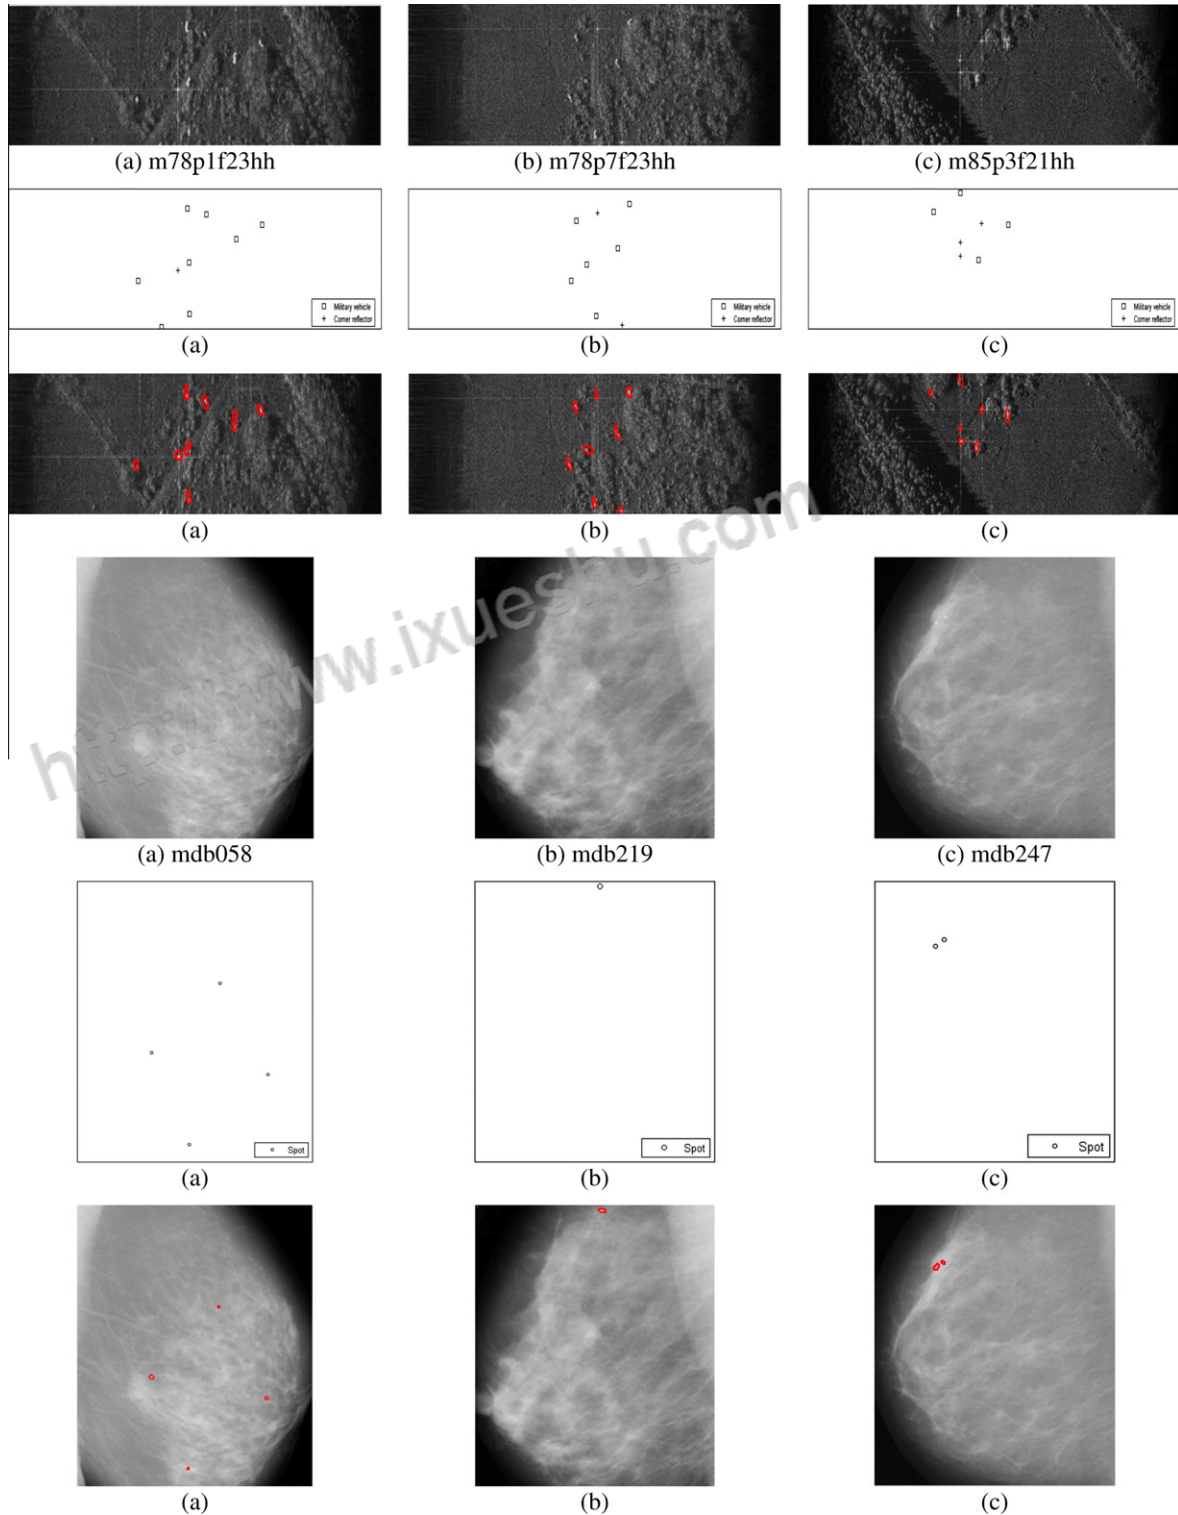 (a) m78p1f23hh
(b) m78p7f23hh
(c) m85p3f21hh
Military vehicle
Corner reflector
Military vehicle
Corner reflector
Military vehicle
Corner reflector
(a)
(b)
(c)
(a)
(b)
(c)
http://www.ixueshu.com
(a) mdb058
(b) mdb219
(c) mdb247
Spot
Spot
Spot
(a)
(b)
(c)
(a)
(b)
(c)